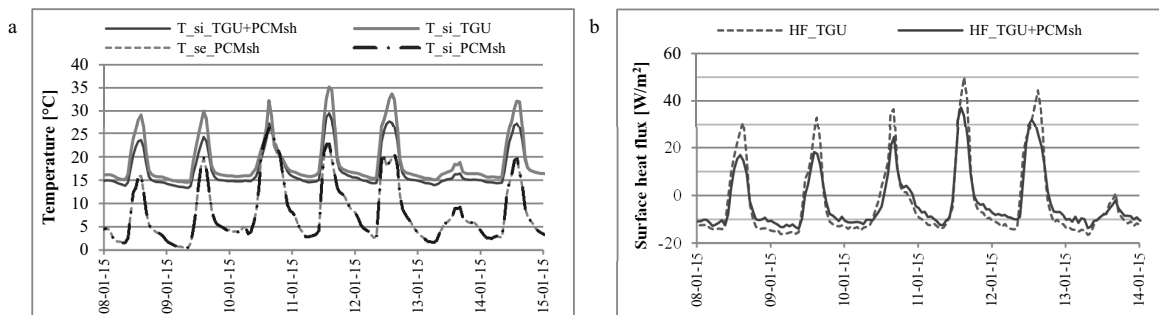 a
T_si_TGU+PCMsh
T_si_TGU
T_se_PCMsh
T_si_PCMsh
Temperature [°C]
40
35
30
25
20
15
10
5
0
08-01-15
09-01-15
10-01-15
11-01-15
12-01-15
13-01-15
14-01-15
15-01-15
b
HF_TGU
HF_TGU+PCMsh
Surface heat flux [W/m²]
60
40
20
0
-20
08-01-15
09-01-15
10-01-15
11-01-15
12-01-15
13-01-15
14-01-15